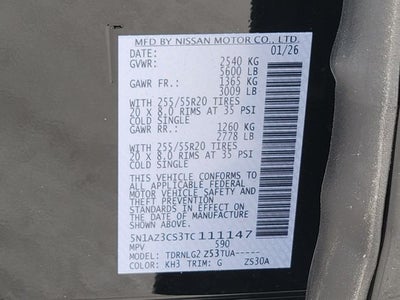 MFD BY NISSAN MOTOR CO., LTD.
DATE: 01/26
GVWR: 2540 KG
5600 LB
GAWR FR.: 1365 KG
3009 LB
WITH 255/55R20 TIRES
20 X 8.0 RIMS AT 35 PSI
COLD SINGLE
GAWR RR.: 1260 KG
2778 LB
WITH 255/55R20 TIRES
20 X 8.0 RIMS AT 35 PSI
COLD SINGLE
THIS VEHICLE CONFORMS TO
ALL APPLICABLE FEDERAL
MOTOR VEHICLE SAFETY AND
THEFT PREVENTION
STANDARDS IN EFFECT ON THE
DATE OF MANUFACTURE
SHOWN ABOVE.
5N1AZ3CS3TC111147
MPV 590
MODEL: TDRNLG2 Z53TUA-----
COLOR: KH3 TRIM: G ZS30A